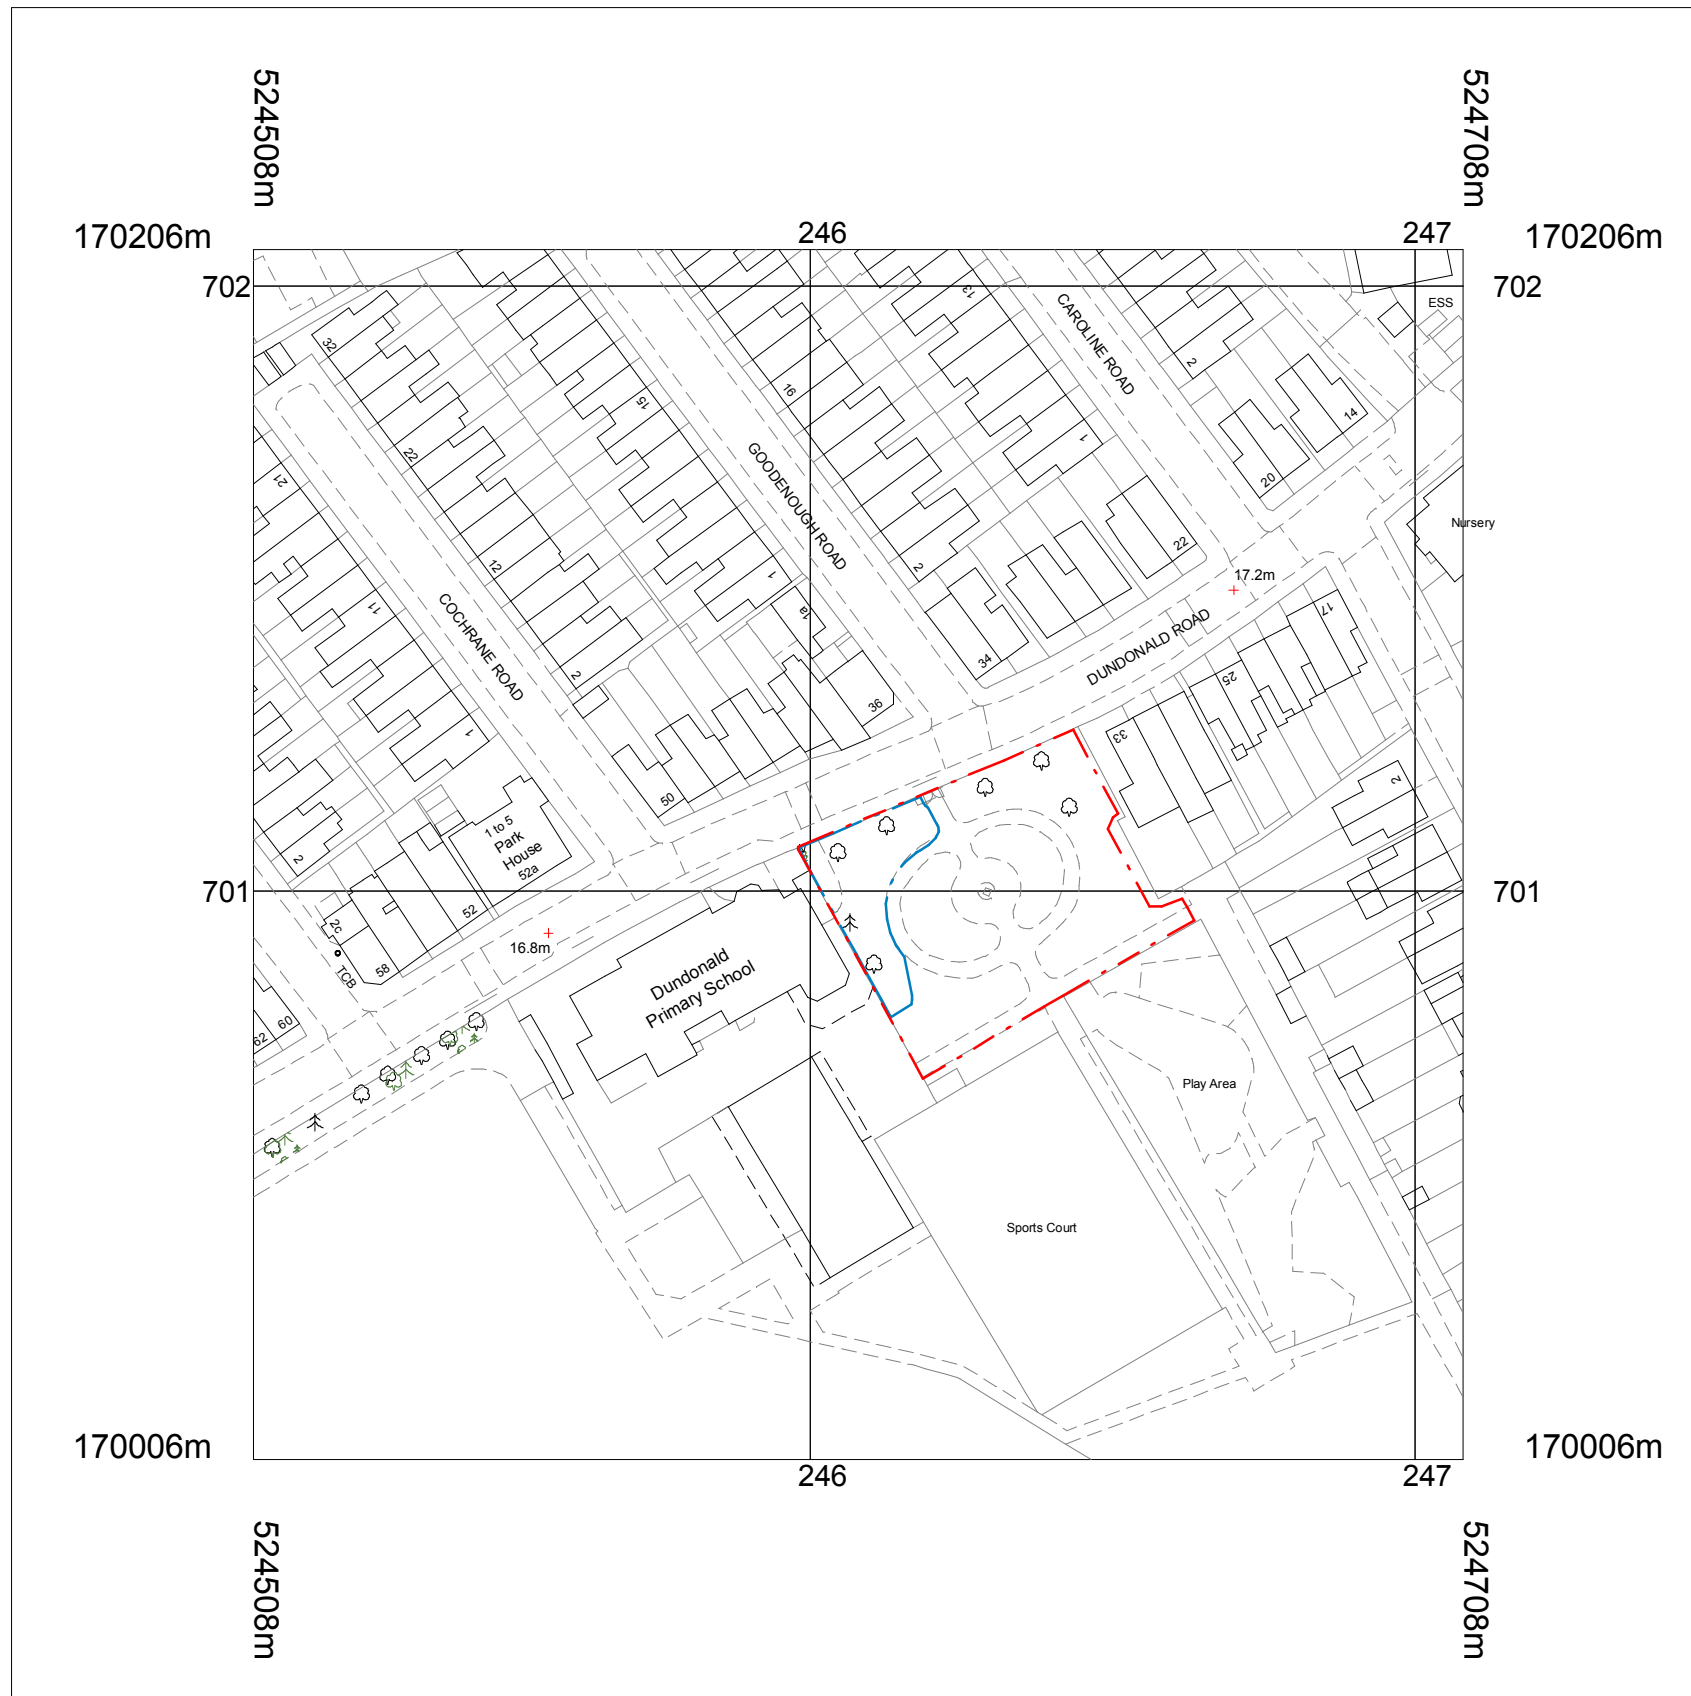 524508m
524708m
170206m
246
247
170206m
702
702
ESS
13
CAROLINE ROAD
32
2
16
15
14
1
22
GOODENOUGH ROAD
20
21
22
Nursery
12
2
1
17.2m
11
1a
17
COCHRANE ROAD
DUNDONALD ROAD
34
2
25
36
33
1
50
2
1 to 5
Park
House
52a
2
701
701
52
2c
16.8m
58
TCB
Dundonald
Primary School
60
62
Play Area
Sports Court
170006m
170006m
246
247
524508m
524708m